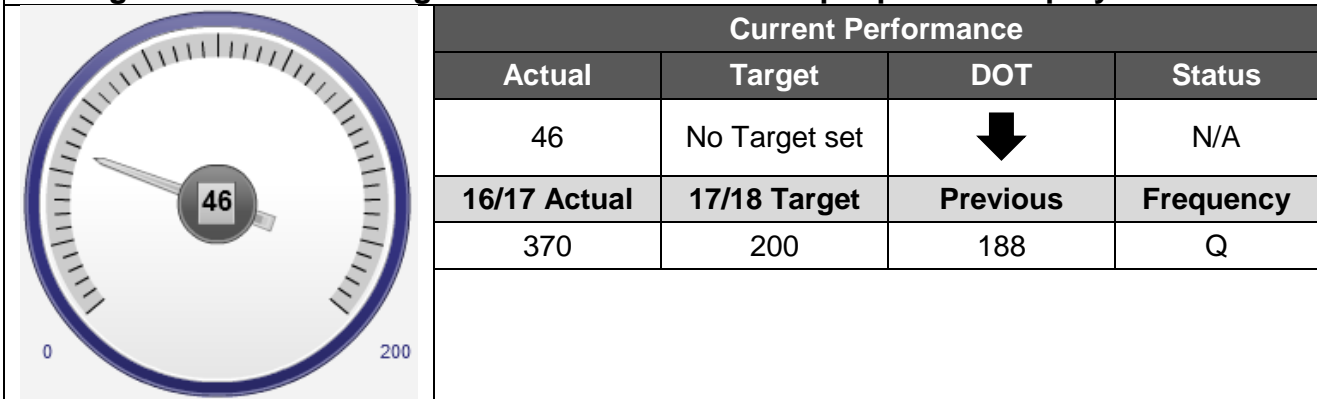 Current Performance
Actual Target DOT Status
46 No Target set N/A
16/17 Actual 17/18 Target Previous Frequency
370 200 188 Q
46
0 200